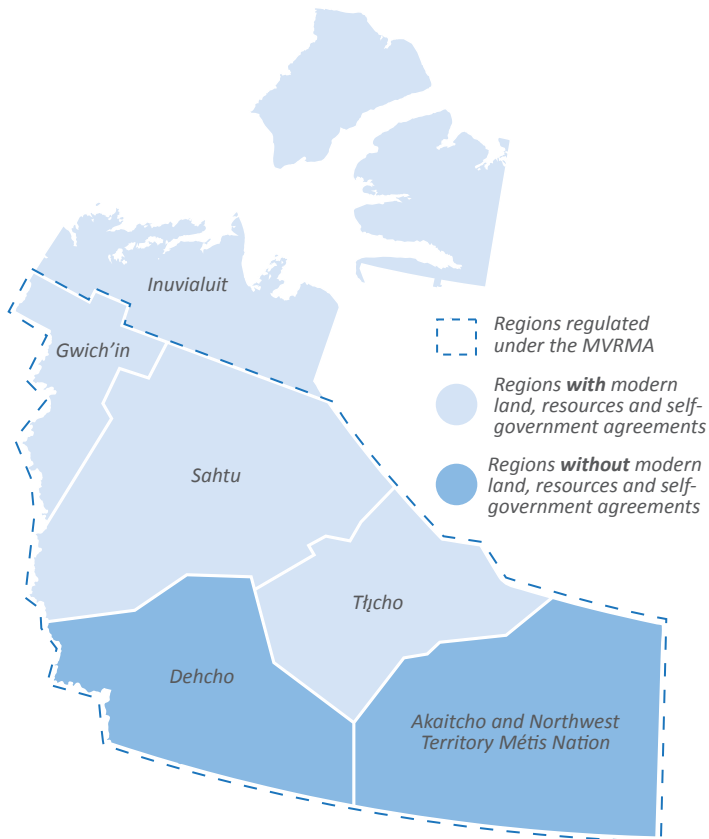 Inuvialuit
Gwich’in
Regions regulated
under the MVRMA
Regions with modern
land, resources and self-
government agreements
Sahtu
Regions without modern
land, resources and self-
government agreements
Tłı̨cho
Dehcho
Akaitcho and Northwest
Territory Métis Nation